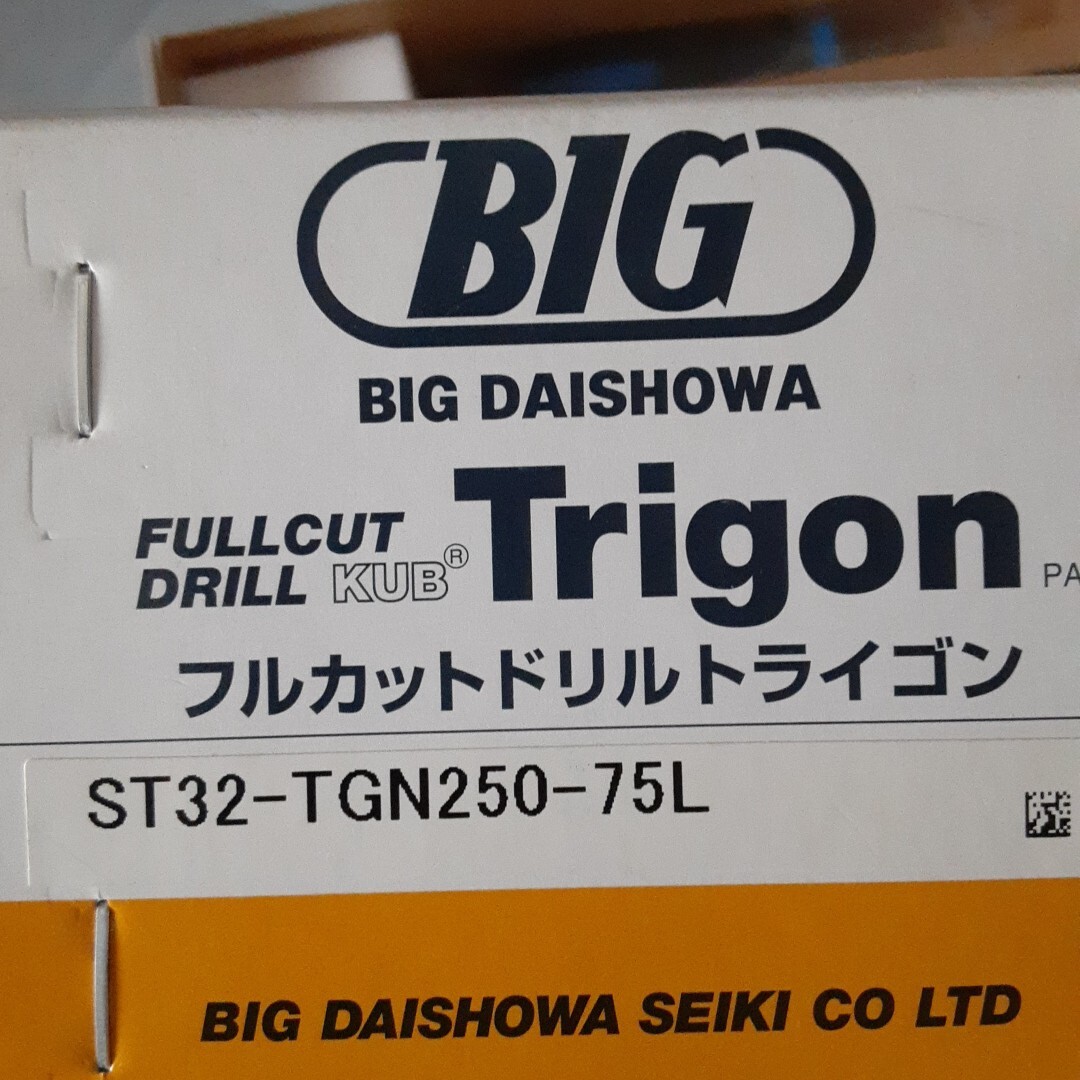 BIG
BIG DAISHOWA
FULLCUT
DRILL KUB® Trigon PA
フルカットドリルトライゴン
ST32-TGN250-75L
BIG DAISHOWA SEIKI CO LTD